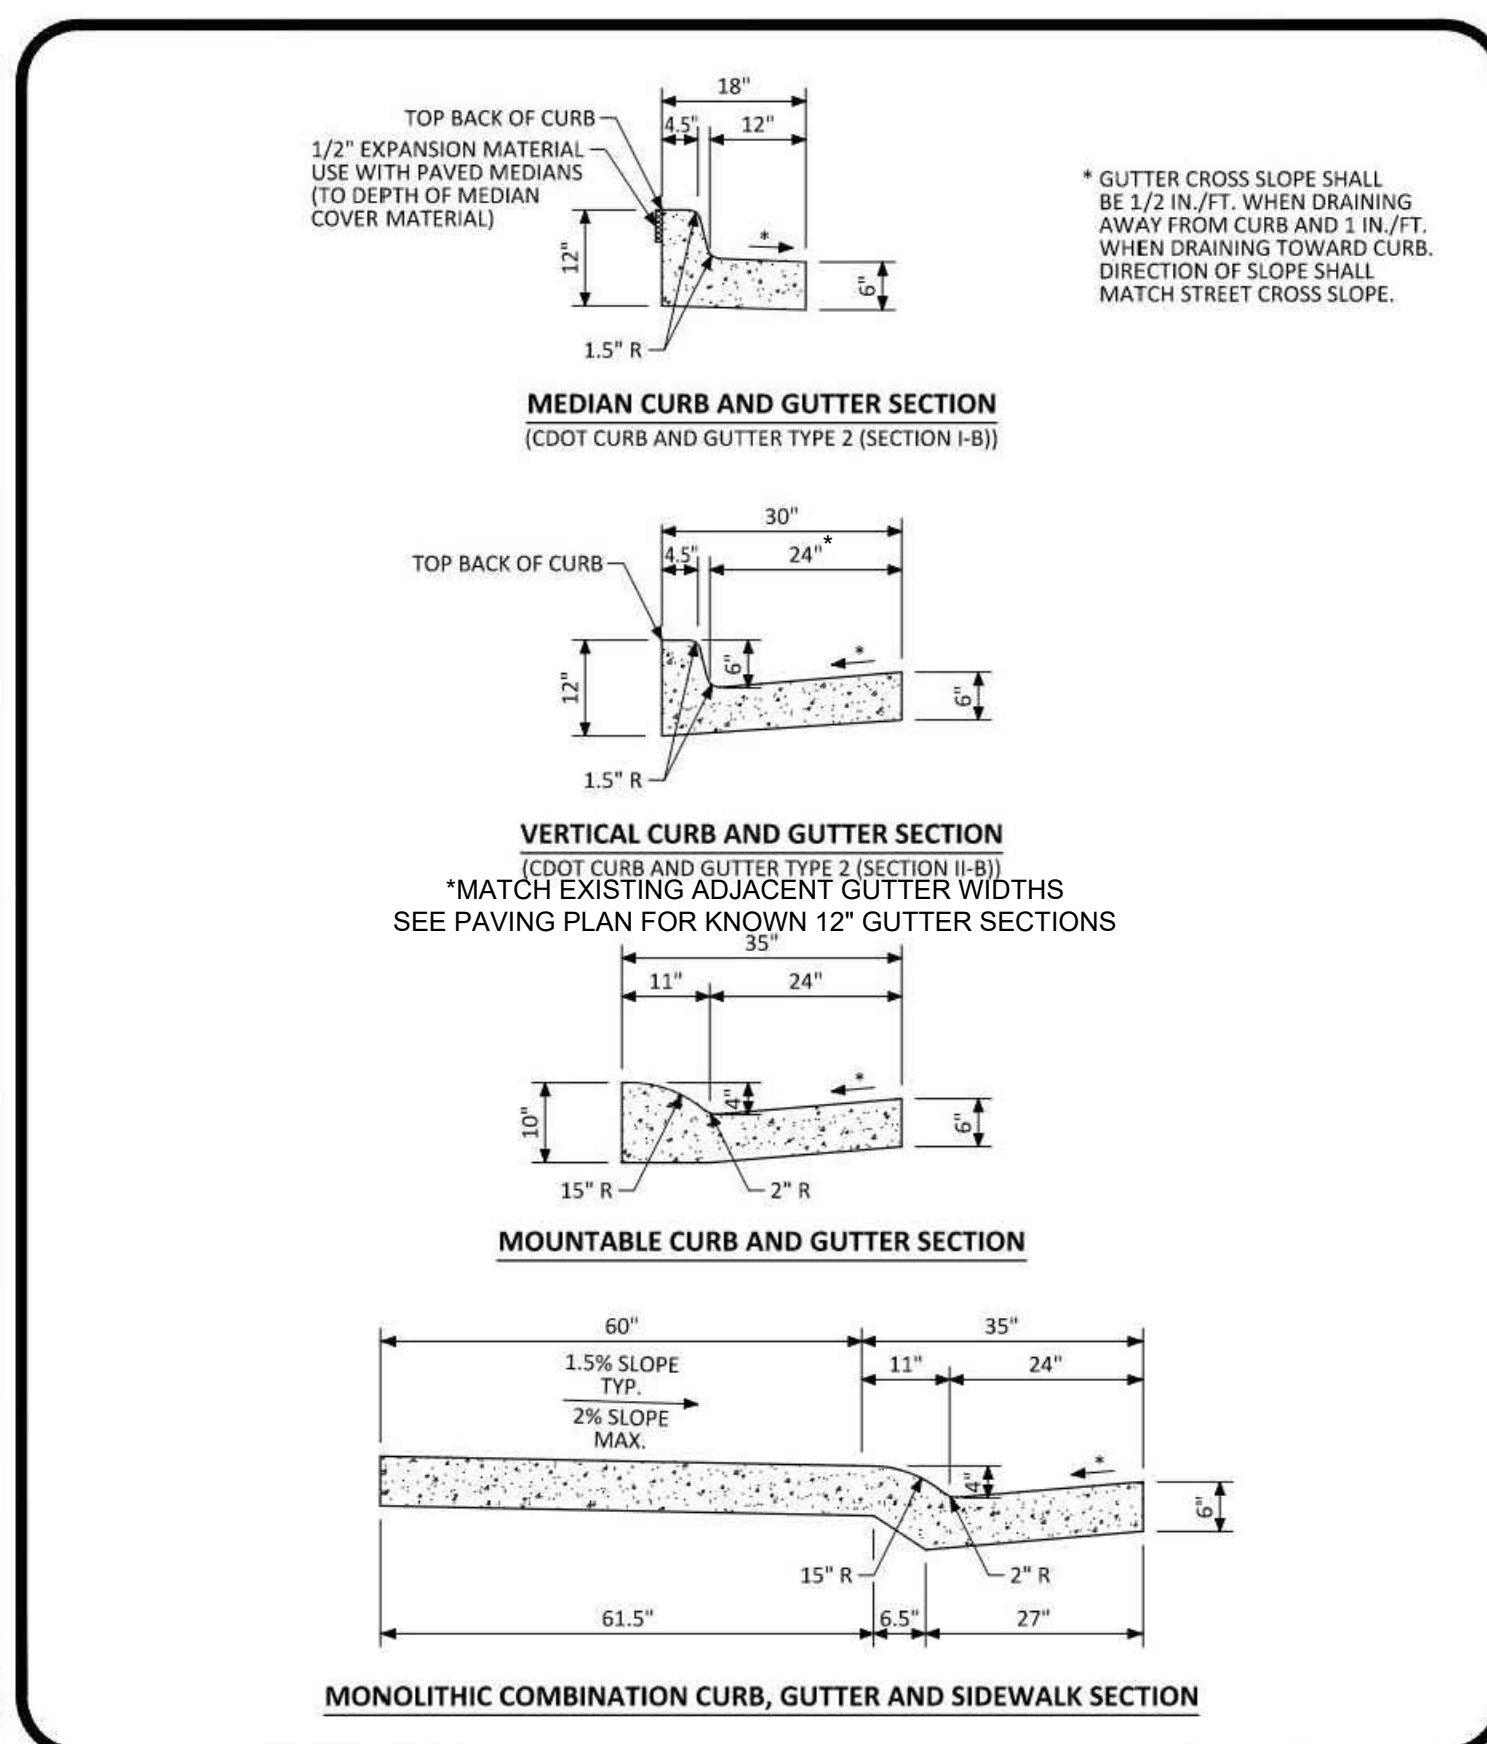 18"
TOP BACK OF CURB
4.5"
12"
1/2" EXPANSION MATERIAL
USE WITH PAVED MEDIANS
(TO DEPTH OF MEDIAN
COVER MATERIAL)
* GUTTER CROSS SLOPE SHALL
BE 1/2 IN./FT. WHEN DRAINING
AWAY FROM CURB AND 1 IN./FT.
WHEN DRAINING TOWARD CURB.
DIRECTION OF SLOPE SHALL
MATCH STREET CROSS SLOPE.
*
12"
6"
1.5" R
MEDIAN CURB AND GUTTER SECTION
(CDOT CURB AND GUTTER TYPE 2 (SECTION I-B))
30"
4.5"
24"*
TOP BACK OF CURB
*
6"
12"
6"
1.5" R
VERTICAL CURB AND GUTTER SECTION
(CDOT CURB AND GUTTER TYPE 2 (SECTION II-B))
*MATCH EXISTING ADJACENT GUTTER WIDTHS
SEE PAVING PLAN FOR KNOWN 12" GUTTER SECTIONS
35"
11"
24"
*
4"
10"
6"
15" R
2" R
MOUNTABLE CURB AND GUTTER SECTION
60"
35"
1.5% SLOPE
TYP.
2% SLOPE
MAX.
11"
24"
*
4"
6"
15" R
2" R
61.5"
6.5"
27"
MONOLITHIC COMBINATION CURB, GUTTER AND SIDEWALK SECTION